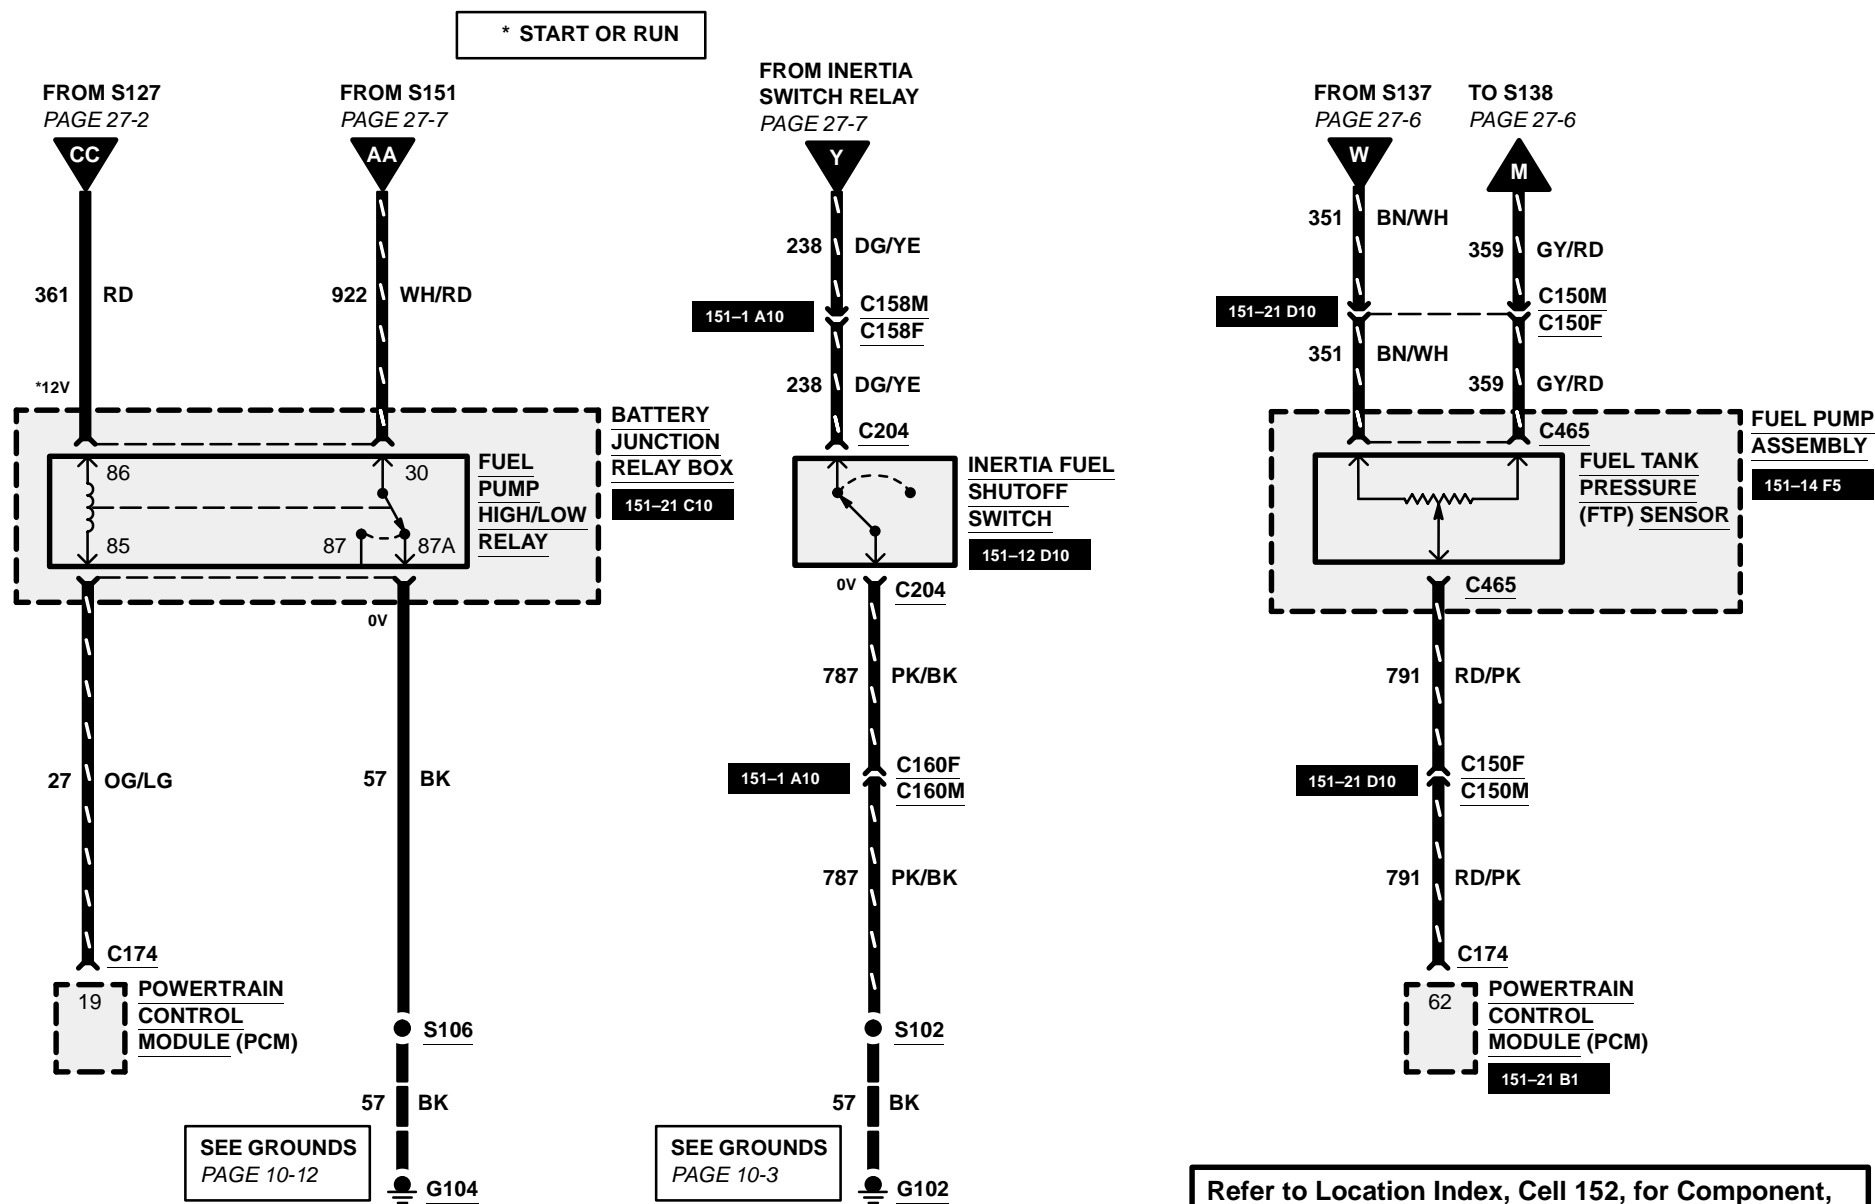 * START OR RUN
FROM S127
PAGE 27-2
CC
361 RD
*12V
FROM S151
PAGE 27-7
AA
922 WH/RD
FROM INERTIA
SWITCH RELAY
PAGE 27-7
Y
238 DG/YE
151–1 A10
C158M
C158F
238 DG/YE
C204
FROM S137
PAGE 27-6
W
TO S138
PAGE 27-6
M
351 BN/WH
359 GY/RD
151–21 D10
C150M
C150F
351 BN/WH
359 GY/RD
C465
BATTERY
JUNCTION
RELAY BOX
151–21 C10
86
30
85
87
87A
FUEL
PUMP
HIGH/LOW
RELAY
0V
INERTIA FUEL
SHUTOFF
SWITCH
151–12 D10
0V
C204
FUEL PUMP
ASSEMBLY
151–14 F5
FUEL TANK
PRESSURE
(FTP) SENSOR
C465
27 OG/LG
57 BK
787 PK/BK
151–1 A10
C160F
C160M
787 PK/BK
791 RD/PK
151–21 D10
C150F
C150M
791 RD/PK
C174
19
POWERTRAIN
CONTROL
MODULE (PCM)
S106
57 BK
SEE GROUNDS
PAGE 10-12
G104
S102
57 BK
SEE GROUNDS
PAGE 10-3
G102
C174
62
POWERTRAIN
CONTROL
MODULE (PCM)
151–21 B1
Refer to Location Index, Cell 152, for Component,